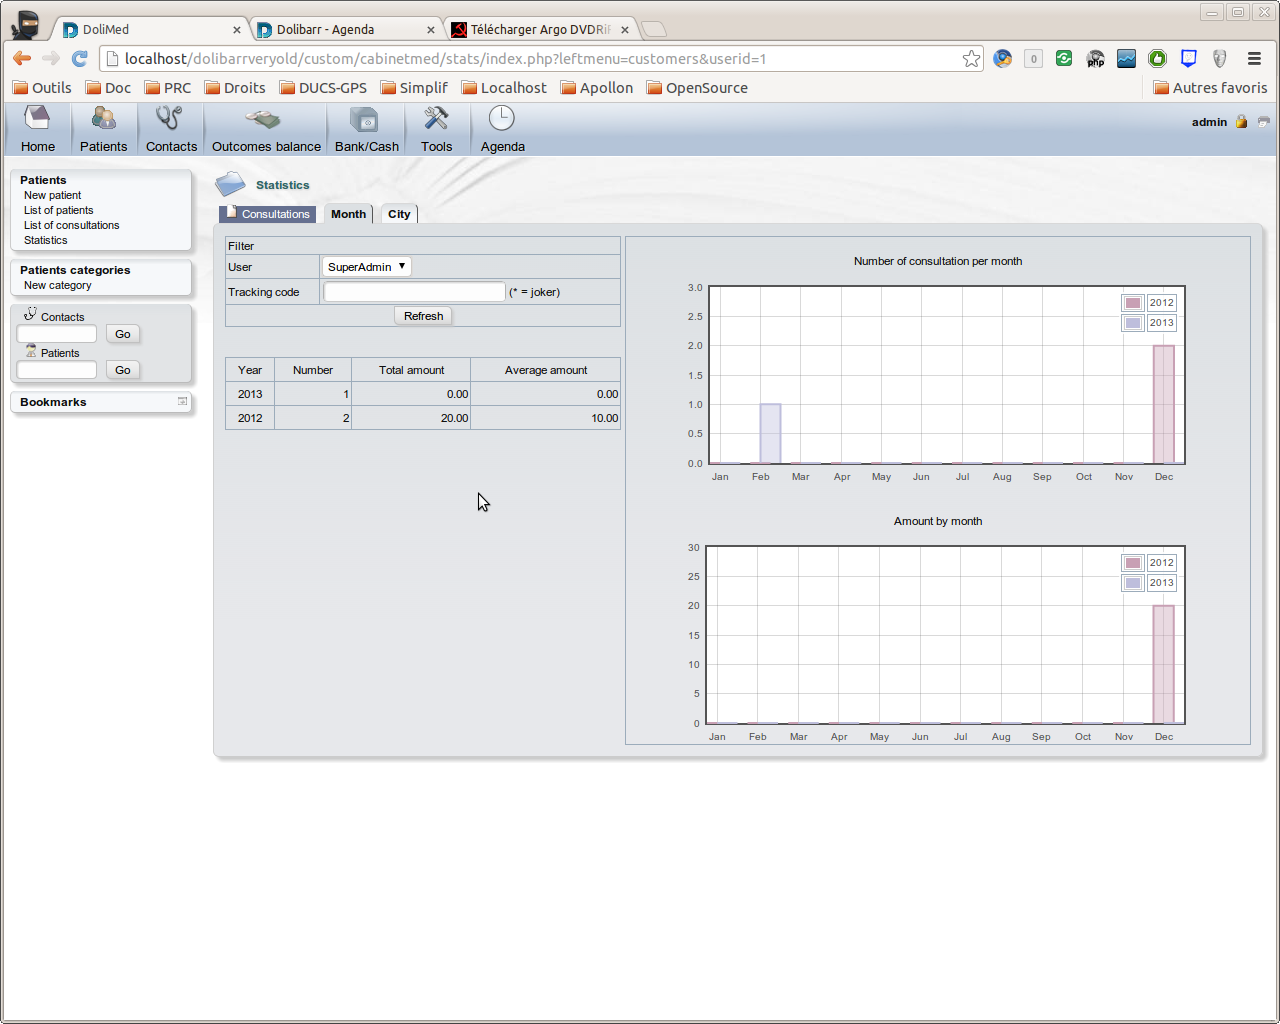 DoliMed
Dolibarr - Agenda
Télécharger Argo DVDRi
localhost/dolibarrveryold/custom/cabinetmed/stats/index.php?leftmenu=customers&userid=1
0
php
Outils
Doc
PRC
Droits
DUCS-GPS
Simplif
Localhost
Apollon
OpenSource
Autres favoris
Home
Patients
Contacts
Outcomes balance
Bank/Cash
Tools
Agenda
admin
Patients
New patient
List of patients
List of consultations
Statistics
Patients categories
New category
Contacts
Go
Patients
Go
Bookmarks
Statistics
Consultations
Month
City
Filter
User SuperAdmin
Tracking code (* = joker)
Refresh
Year Number Total amount Average amount
2013 1 0.00 0.00
2012 2 20.00 10.00
Number of consultation per month
3.0
2.5
2.0
1.5
1.0
0.5
0.0
2012
2013
Jan Feb Mar Apr May Jun Jul Aug Sep Oct Nov Dec
Amount by month
30
25
20
15
10
5
0
2012
2013
Jan Feb Mar Apr May Jun Jul Aug Sep Oct Nov Dec